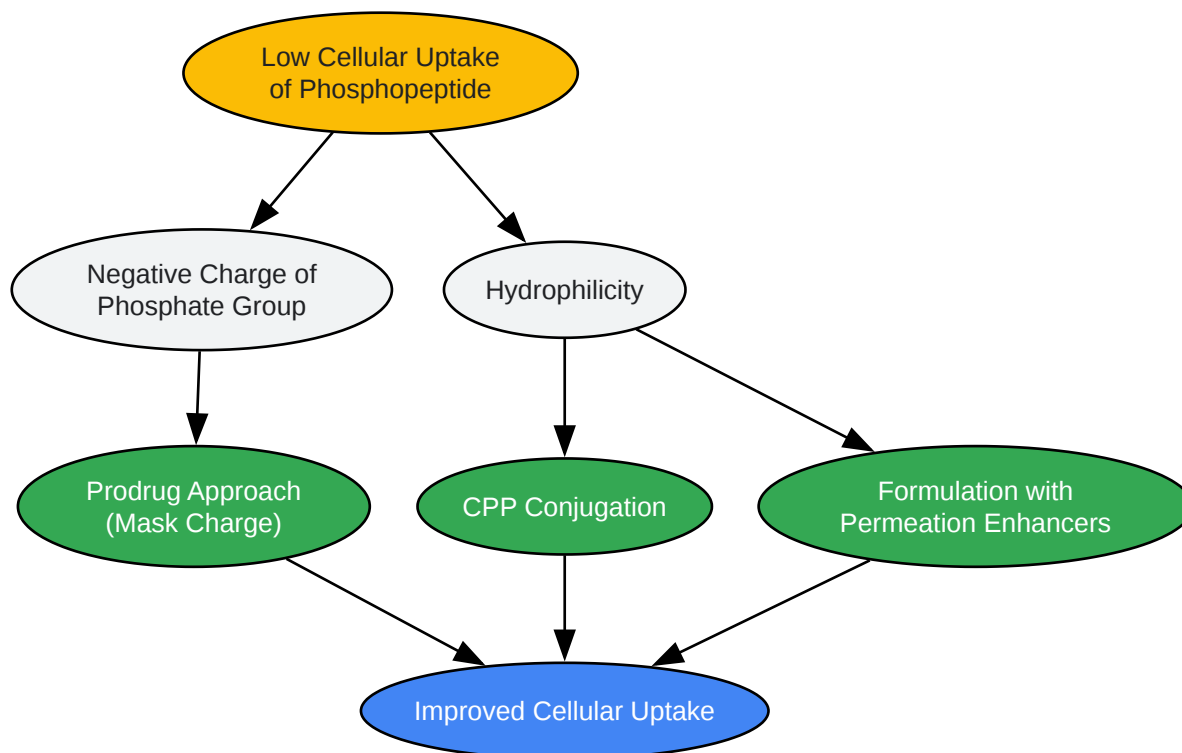 Low Cellular Uptake
of Phosphopeptide
Negative Charge of
Phosphate Group
Hydrophilicity
Prodrug Approach
(Mask Charge)
CPP Conjugation
Formulation with
Permeation Enhancers
Improved Cellular Uptake